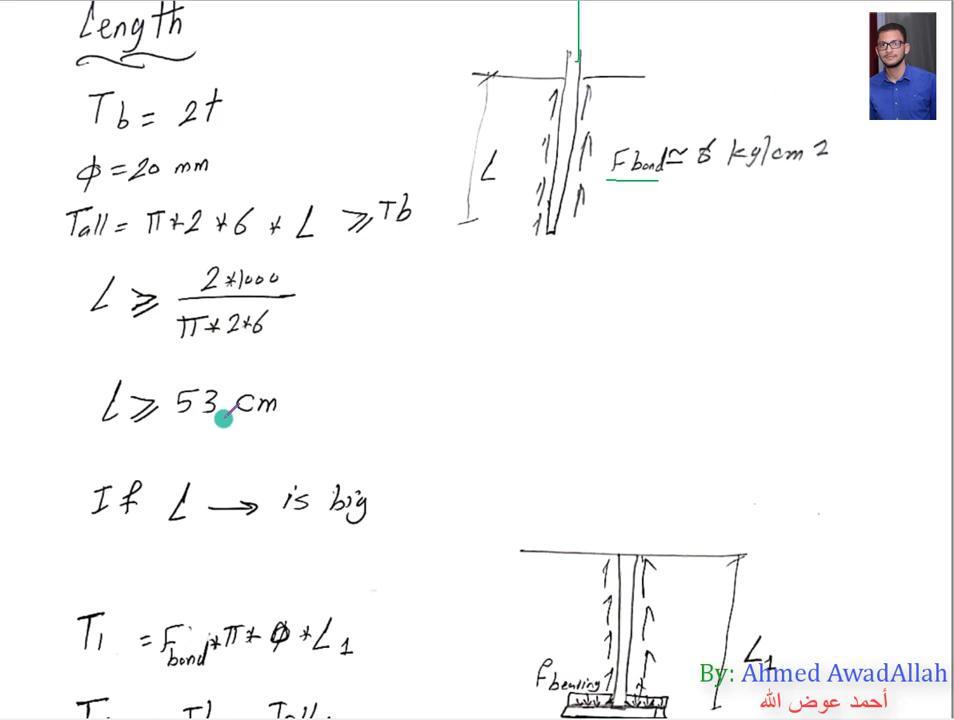 Length
Tb = 2t
φ = 20 mm
Tall = π*2*6 * L ≥ Tb
L ≥ 2*1000 / π*2*6
L ≥ 53 cm
If L → is big
T1 = Fbond * π * φ * L1
L
Fbond ≃ 6 kg/cm2
Fbearing
L1
By: Ahmed AwadAllah
أحمد عوض الله